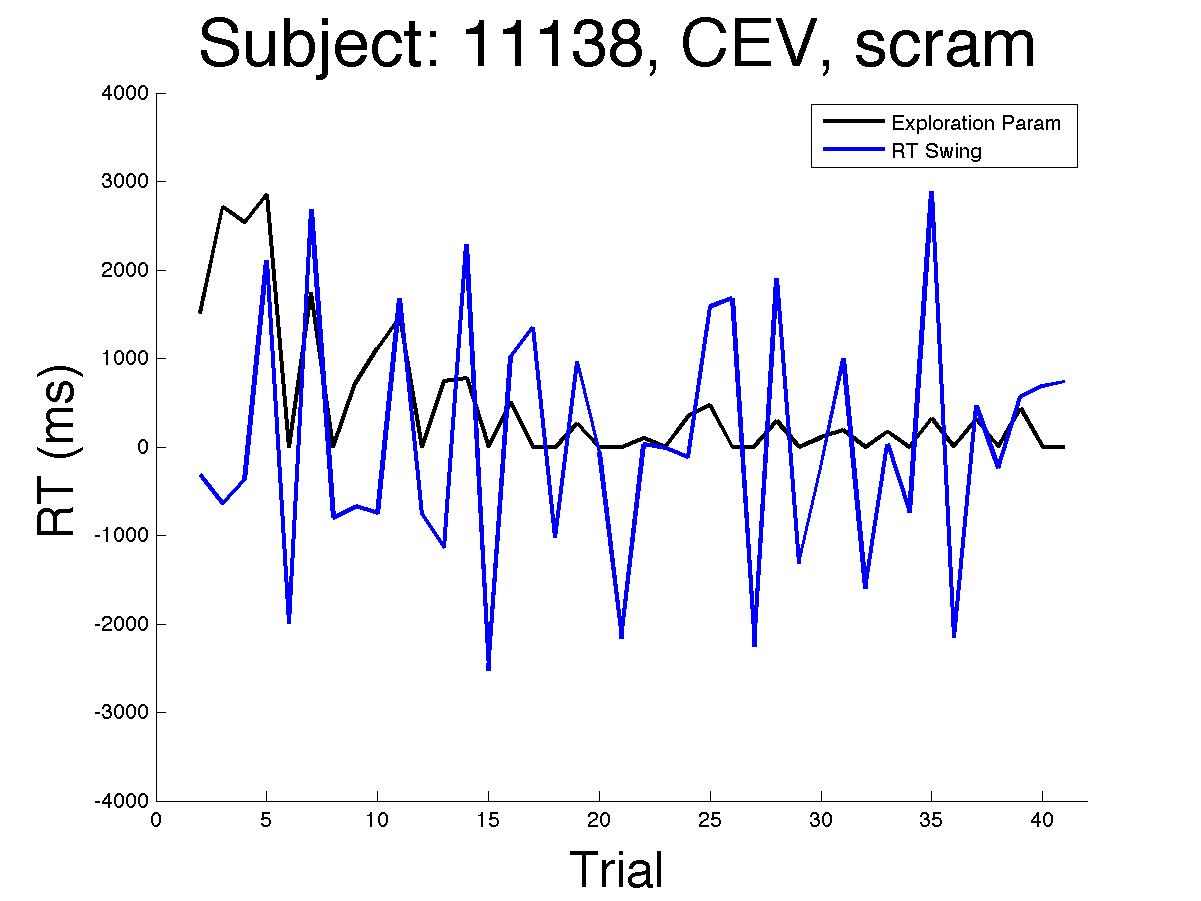 Subject: 11138, CEV, scram
4000
3000
2000
1000
0
-1000
-2000
-3000
-4000
RT (ms)
Exploration Param
RT Swing
0 5 10 15 20 25 30 35 40
Trial